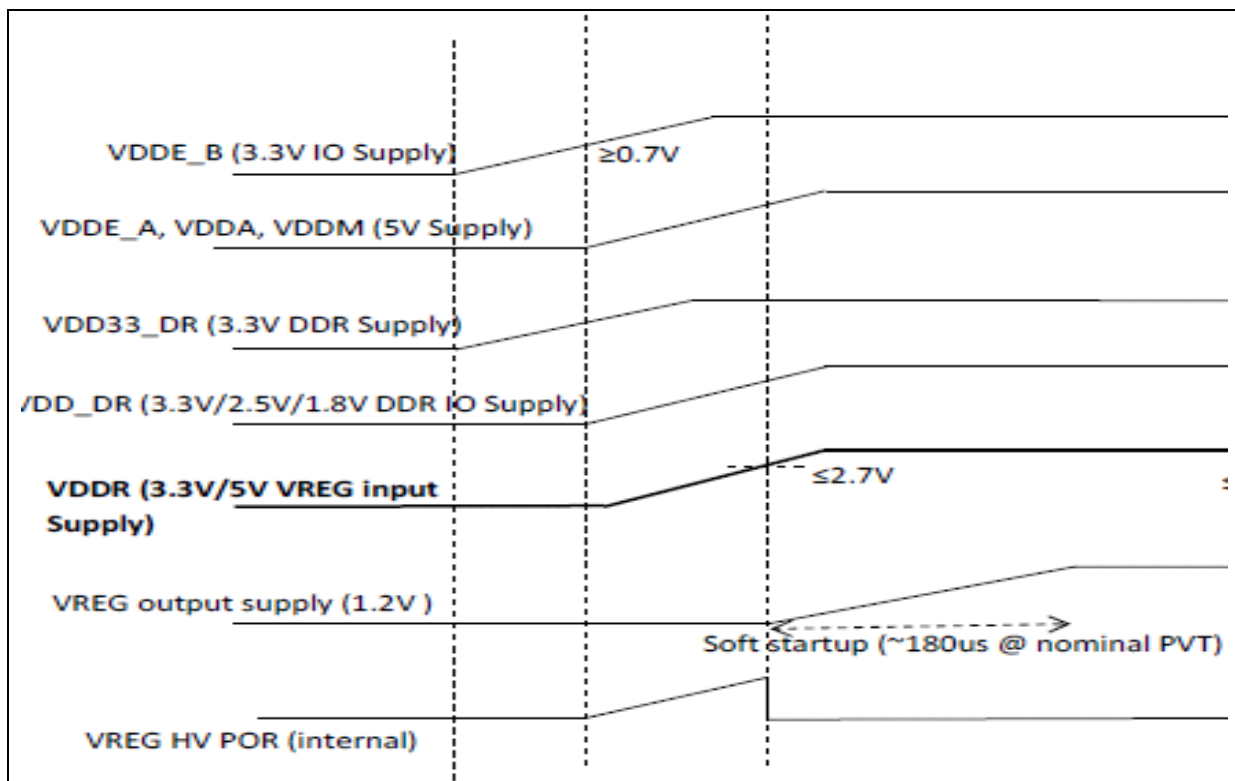 VDDE_B (3.3V IO Supply)
≥0.7V
VDDE_A, VDDA, VDDM (5V Supply)
VDD33_DR (3.3V DDR Supply)
VDD_DR (3.3V/2.5V/1.8V DDR IO Supply)
VDDR (3.3V/5V VREG input
Supply)
≤2.7V
≤
VREG output supply (1.2V )
Soft startup (~180us @ nominal PVT)
VREG HV POR (internal)